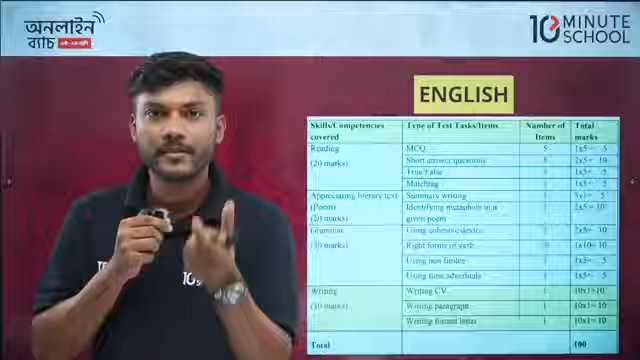 অনলাইন
ব্যাচ
10 MINUTE
SCHOOL
ENGLISH
Skills/Competencies covered | Type of Test Tasks/Items | Number of Items | Total marks
Reading | MCQ | 5 | 1x5= 5
(20 marks) | Short answer questions | 2x5= 10
True/False | 1x5= 5
Matching | 1x5= 5
Appreciating literary text | Summary writing | 5x1= 5
(Poem) | Identifying metaphors in a | 2x5= 10
(20 marks) | given poem
Grammar | Using cohesive device | 2x5= 10
(30 marks) | Right forms of verb | 1x10= 10
Using non finites | 1x5= 5
Using time adverbials | 1x5= 5
Writing | Writing CV | 1 | 10x1=10
(30 marks) | Writing paragraph | 1 | 10x1= 10
Writing formal letter | 1 | 10x1= 10
Total | 100
10